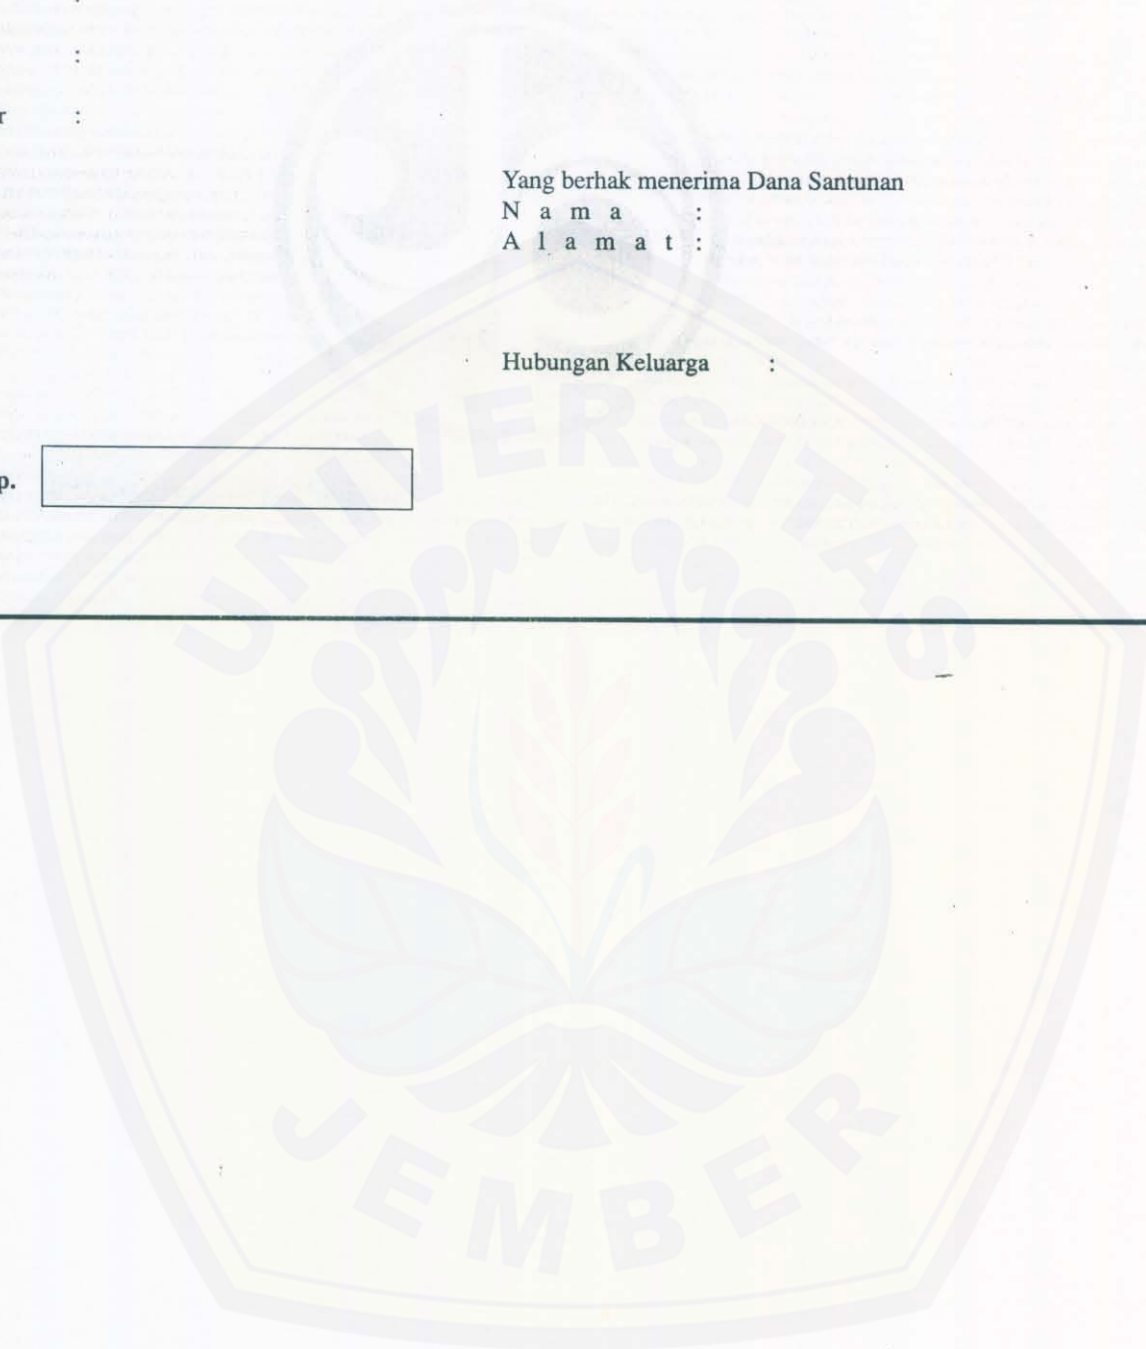 :
:
r :
Yang berhak menerima Dana Santunan
N a m a :
A l a m a t :
Hubungan Keluarga :
p.
UNIVERSITAS
JEMBER